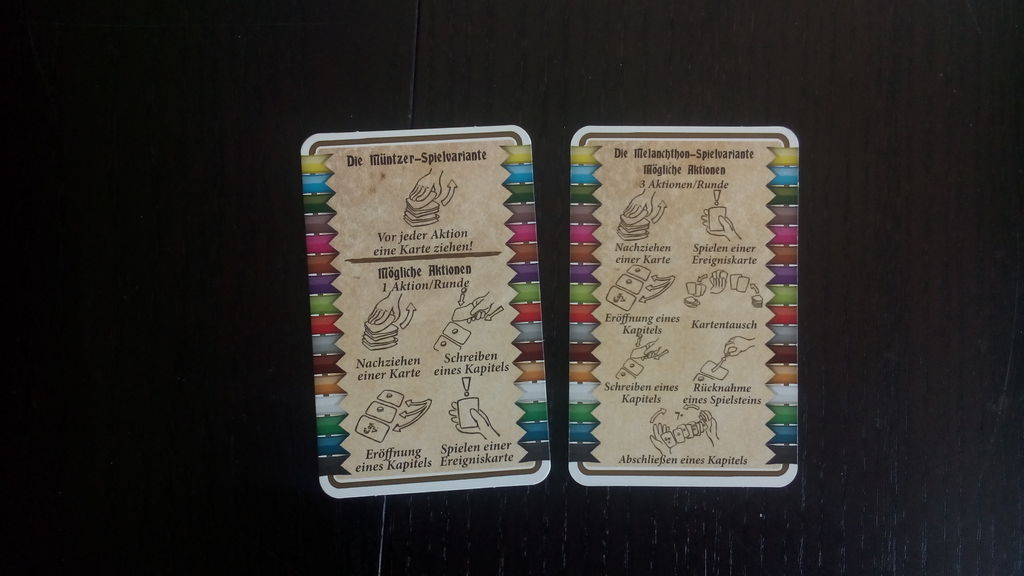 Die Müntzer-Spielvariante
Vor jeder Aktion
eine Karte ziehen!
Mögliche Aktionen
1 Aktion/Runde
Nachziehen
einer Karte
Schreiben
eines Kapitels
Eröffnung
eines Kapitels
Spielen einer
Ereigniskarte
Die Melanchthon-Spielvariante
Mögliche Aktionen
3 Aktionen/Runde
Nachziehen
einer Karte
Spielen einer
Ereigniskarte
Eröffnung eines
Kapitels
Kartentausch
Schreiben eines
Kapitels
Rücknahme
eines Spielsteins
7+
Abschließen eines Kapitels